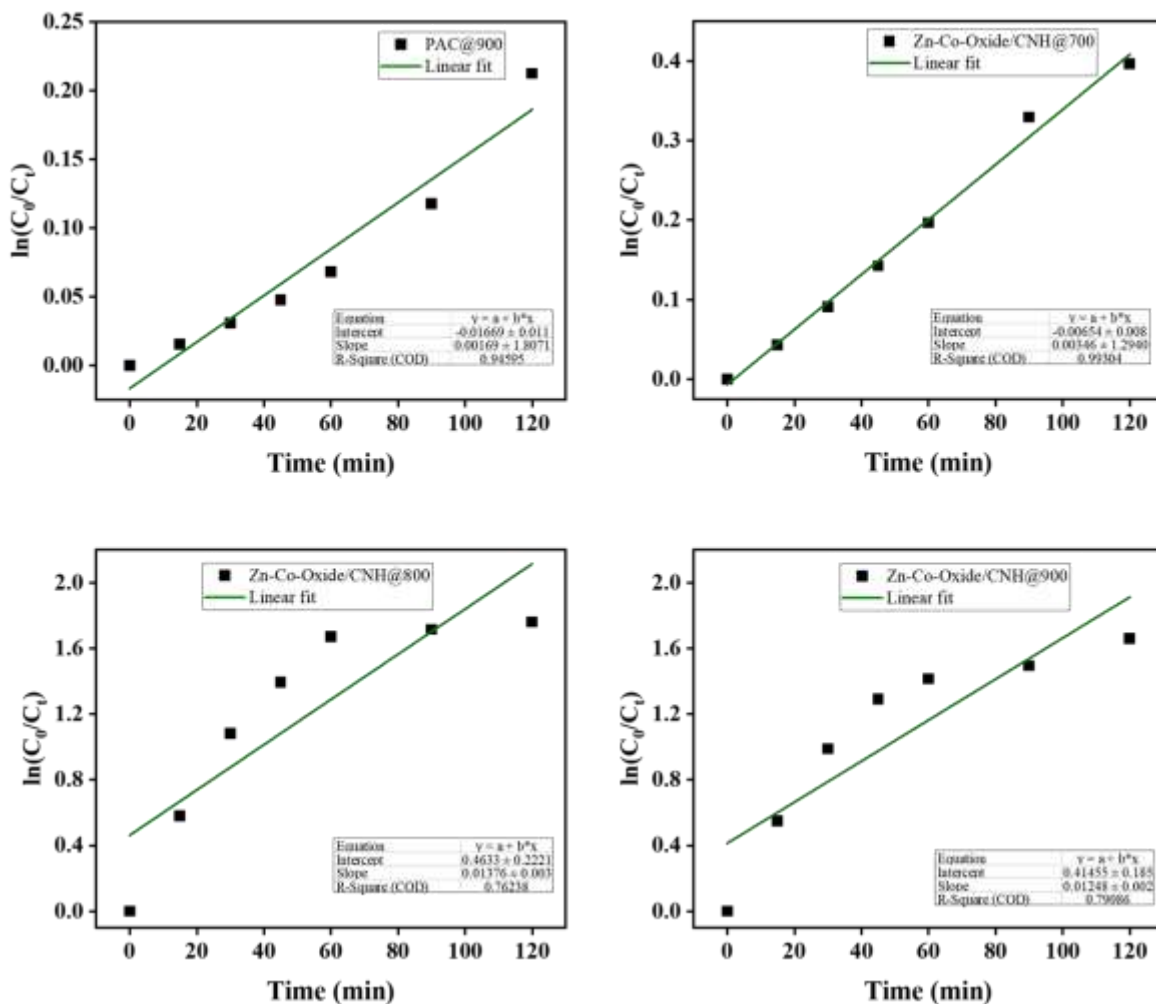 0.25
0.20
0.15
0.10
0.05
0.00
ln(C₀/Cₜ)
PAC@900
Linear fit
Equation y = a + b*x
Intercept -0.01669 ± 0.011
Slope 0.00169 ± 1.8071
R-Square (COD) 0.94595
0 20 40 60 80 100 120
Time (min)
0.4
0.3
0.2
0.1
0.0
ln(C₀/Cₜ)
Zn-Co-Oxide/CNH@700
Linear fit
Equation y = a + b*x
Intercept -0.00654 ± 0.008
Slope 0.00346 ± 1.2940
R-Square (COD) 0.99304
0 20 40 60 80 100 120
Time (min)
2.0
1.6
1.2
0.8
0.4
0.0
ln(C₀/Cₜ)
Zn-Co-Oxide/CNH@800
Linear fit
Equation y = a + b*x
Intercept 0.4633 ± 0.2221
Slope 0.01376 ± 0.003
R-Square (COD) 0.76238
0 20 40 60 80 100 120
Time (min)
2.0
1.6
1.2
0.8
0.4
0.0
ln(C₀/Cₜ)
Zn-Co-Oxide/CNH@900
Linear fit
Equation y = a + b*x
Intercept 0.41455 ± 0.185
Slope 0.01248 ± 0.002
R-Square (COD) 0.79986
0 20 40 60 80 100 120
Time (min)